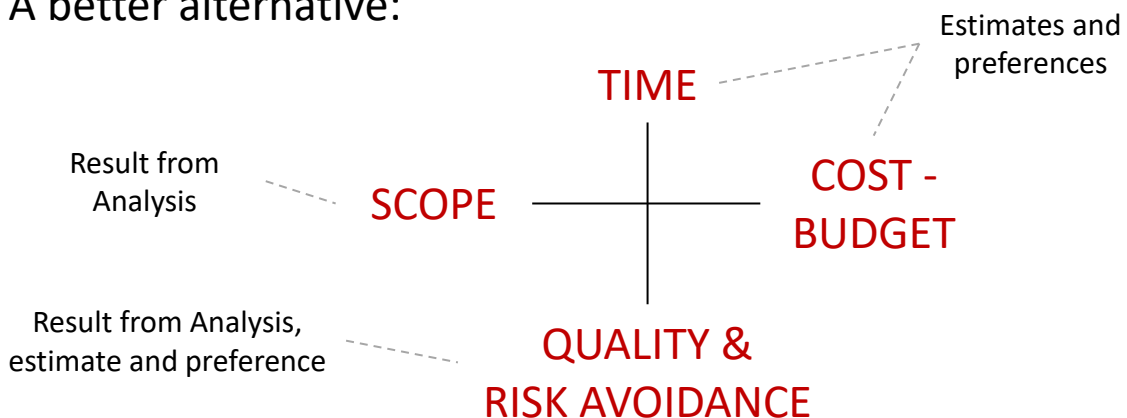 A better alternative:
Estimates and
preferences
TIME
Result from
Analysis
SCOPE
COST -
BUDGET
Result from Analysis,
estimate and preference
QUALITY &
RISK AVOIDANCE